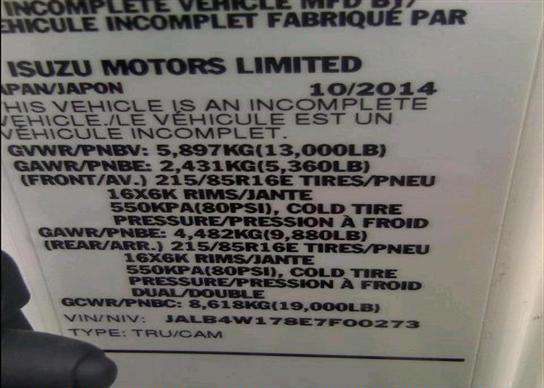 INCOMPLETE VEHICLE MFD BY/
EHICULE INCOMPLET FABRIQUÉ PAR
ISUZU MOTORS LIMITED
APAN/JAPON 10/2014
THIS VEHICLE IS AN INCOMPLETE
VEHICLE./LE VÉHICULE EST UN
VÉHICULE INCOMPLET.
GVWR/PNBV: 5,897KG(13,000LB)
GAWR/PNBE: 2,431KG(5,360LB)
(FRONT/AV.) 215/85R16E TIRES/PNEU
16X6K RIMS/JANTE
550KPA(80PSI), COLD TIRE
PRESSURE/PRESSION À FROID
GAWR/PNBE: 4,482KG(9,880LB)
(REAR/ARR.) 215/85R16E TIRES/PNEU
16X6K RIMS/JANTE
550KPA(80PSI), COLD TIRE
PRESSURE/PRESSION À FROID
DUAL/DOUBLE
GCWR/PNBC: 8,618KG(19,000LB)
VIN/NIV: JALB4W178E7F00273
TYPE: TRU/CAM